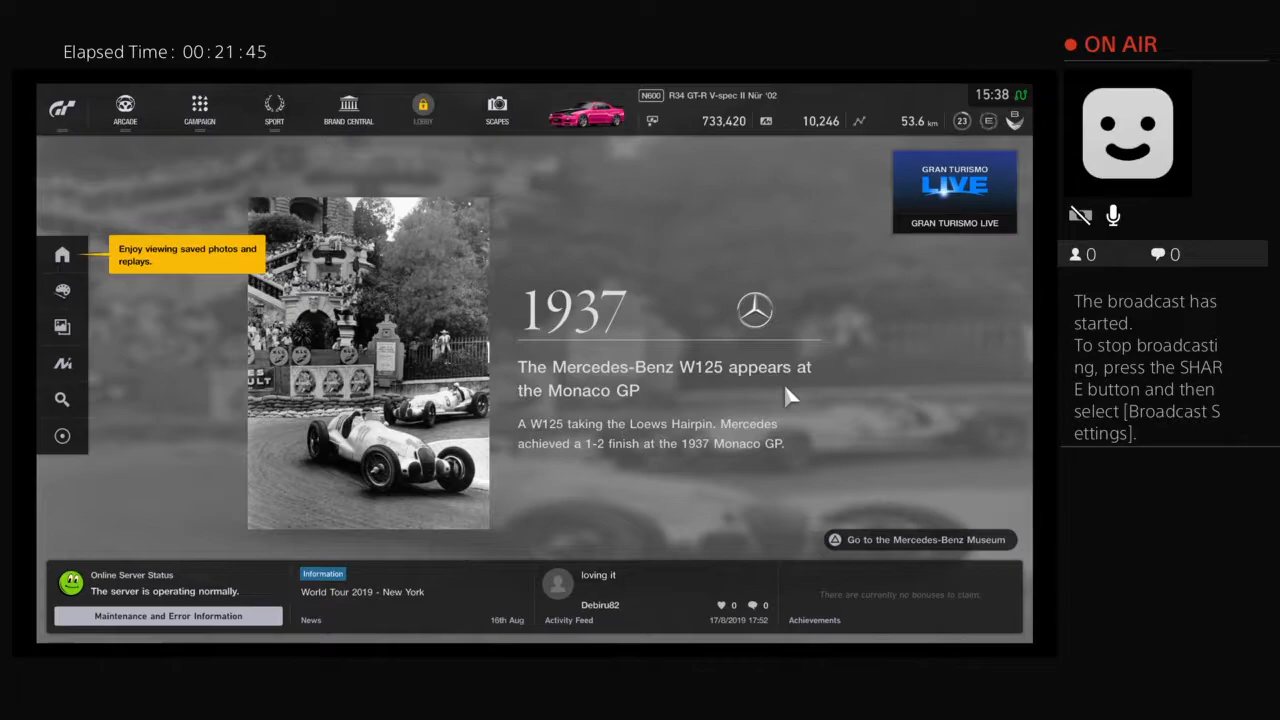 Elapsed Time: 00:21:45
ON AIR
ARCADE
CAMPAIGN
SPORT
BRAND CENTRAL
LOBBY
SCAPES
N600 R34 GT-R V-spec II Nür '02
15:38
733,420
10,246
53.6 km
23
E
B
GRAN TURISMO
LIVE
GRAN TURISMO LIVE
Enjoy viewing saved photos and
replays.
1937
The Mercedes-Benz W125 appears at
the Monaco GP
A W125 taking the Loews Hairpin. Mercedes
achieved a 1-2 finish at the 1937 Monaco GP.
Go to the Mercedes-Benz Museum
Online Server Status
The server is operating normally.
Maintenance and Error Information
Information
World Tour 2019 - New York
News
16th Aug
loving it
Debiru82
0
0
Activity Feed
17/8/2019 17:52
There are currently no bonuses to claim.
Achievements
0
0
The broadcast has
started.
To stop broadcasti
ng, press the SHAR
E button and then
select [Broadcast S
ettings].